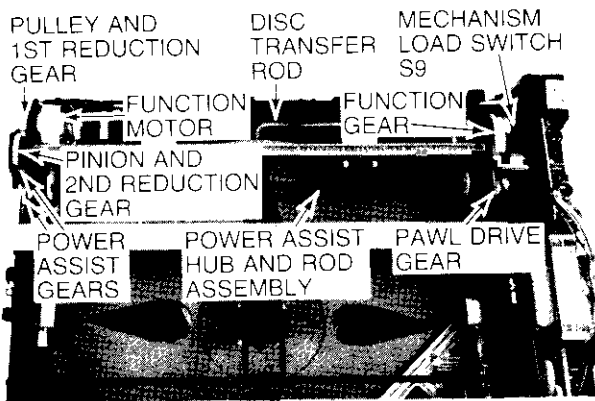 PULLEY AND
1ST REDUCTION
GEAR
DISC
TRANSFER
ROD
MECHANISM
LOAD SWITCH
S9
FUNCTION
MOTOR
FUNCTION
GEAR
PINION AND
2ND REDUCTION
GEAR
POWER
ASSIST
GEARS
POWER ASSIST
HUB AND ROD
ASSEMBLY
PAWL DRIVE
GEAR